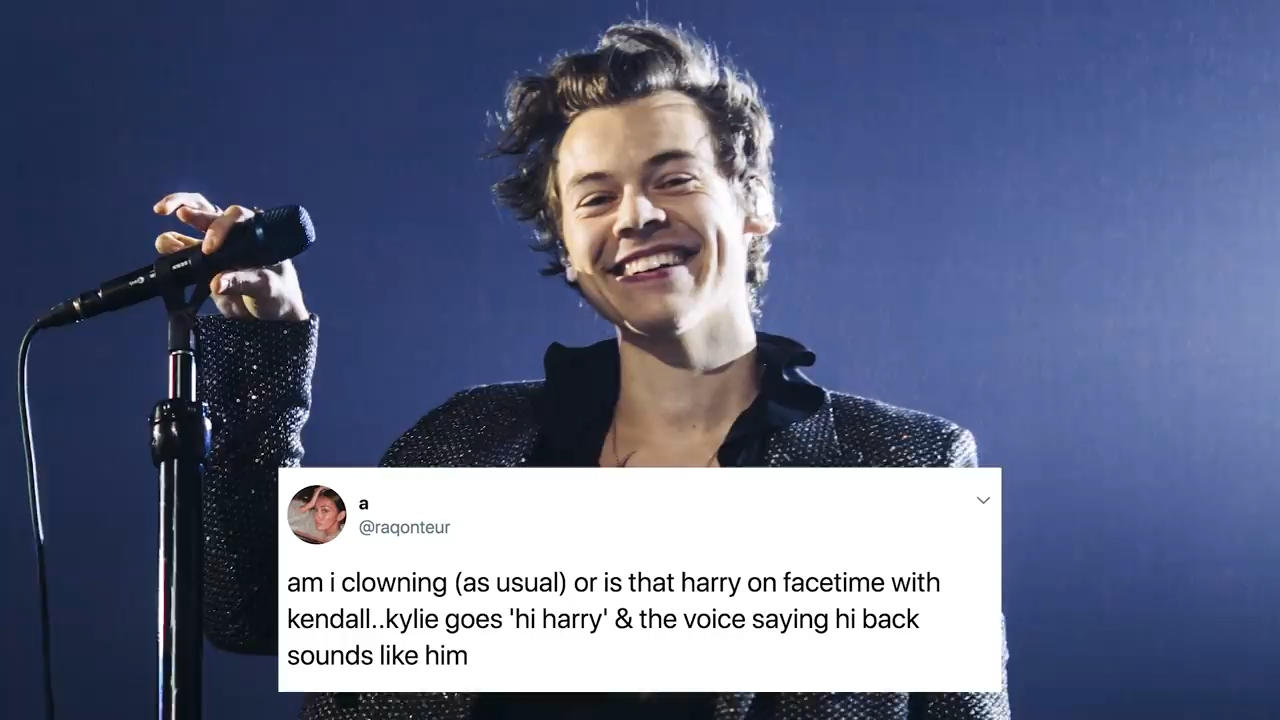 a
@raqonteur
am i clowning (as usual) or is that harry on facetime with
kendall..kylie goes 'hi harry' & the voice saying hi back
sounds like him